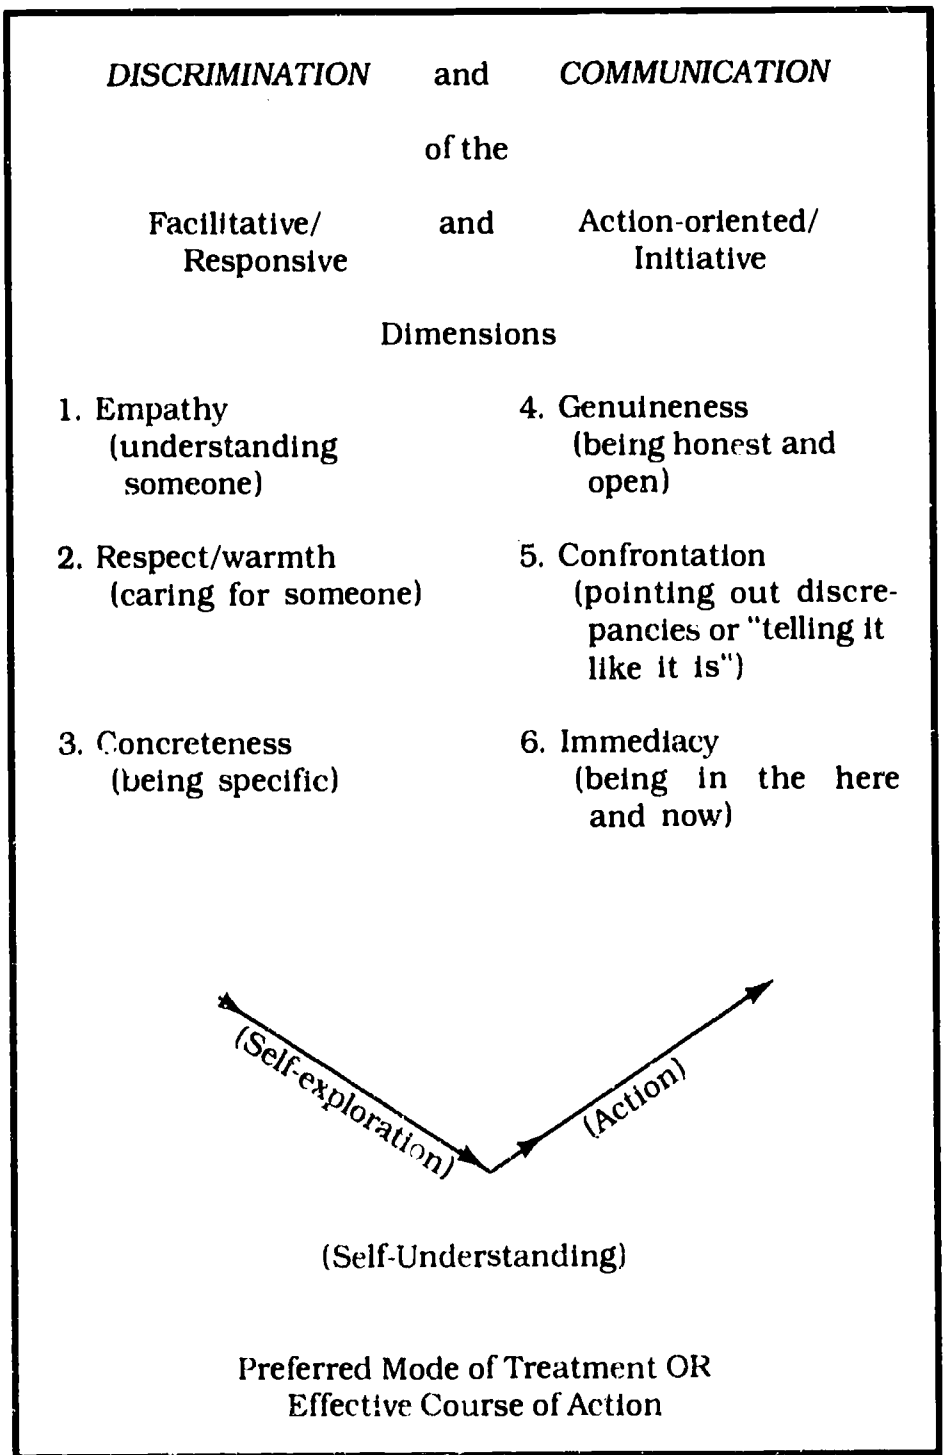 DISCRIMINATION and COMMUNICATION
of the
Facilitative/ and Action-oriented/
Responsive Initiative
Dimensions
1. Empathy
(understanding
someone)
4. Genuineness
(being honest and
open)
2. Respect/warmth
(caring for someone)
5. Confrontation
(pointing out discre-
pancies or "telling it
like it is")
3. Concreteness
(being specific)
6. Immediacy
(being in the here
and now)
(Self-exploration)
(Action)
(Self-Understanding)
Preferred Mode of Treatment OR
Effective Course of Action